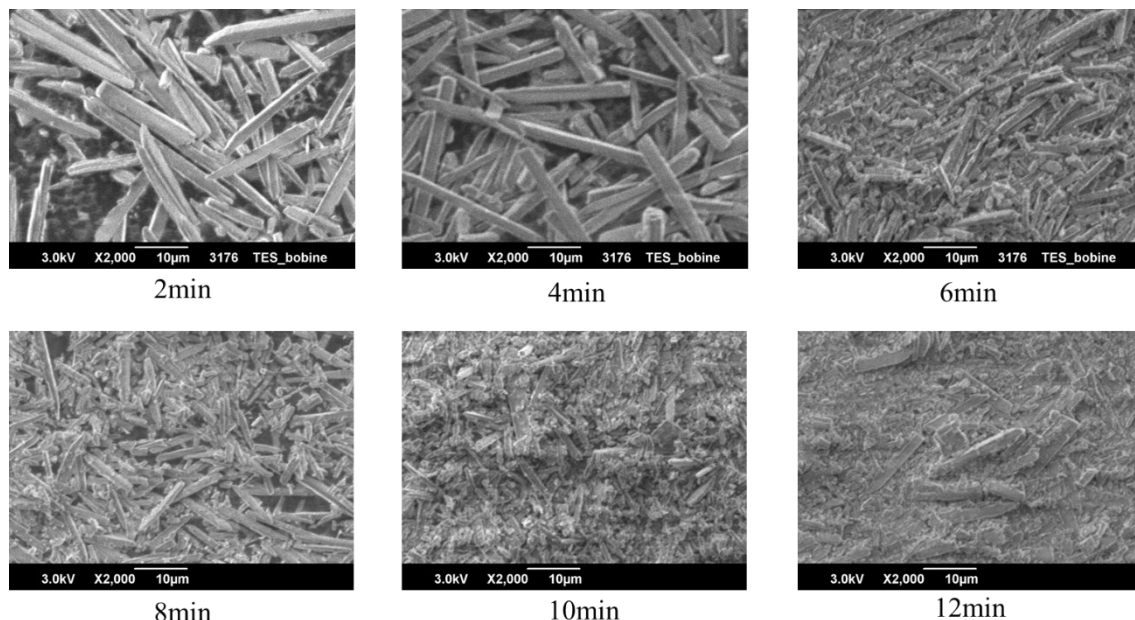 3.0kV X2,000 10μm 3176 TES_bobine
3.0kV X2,000 10μm 3176 TES_bobine
3.0kV X2,000 10μm 3176 TES_bobine
2min
4min
6min
3.0kV X2,000 10μm
3.0kV X2,000 10μm
3.0kV X2,000 10μm
8min
10min
12min